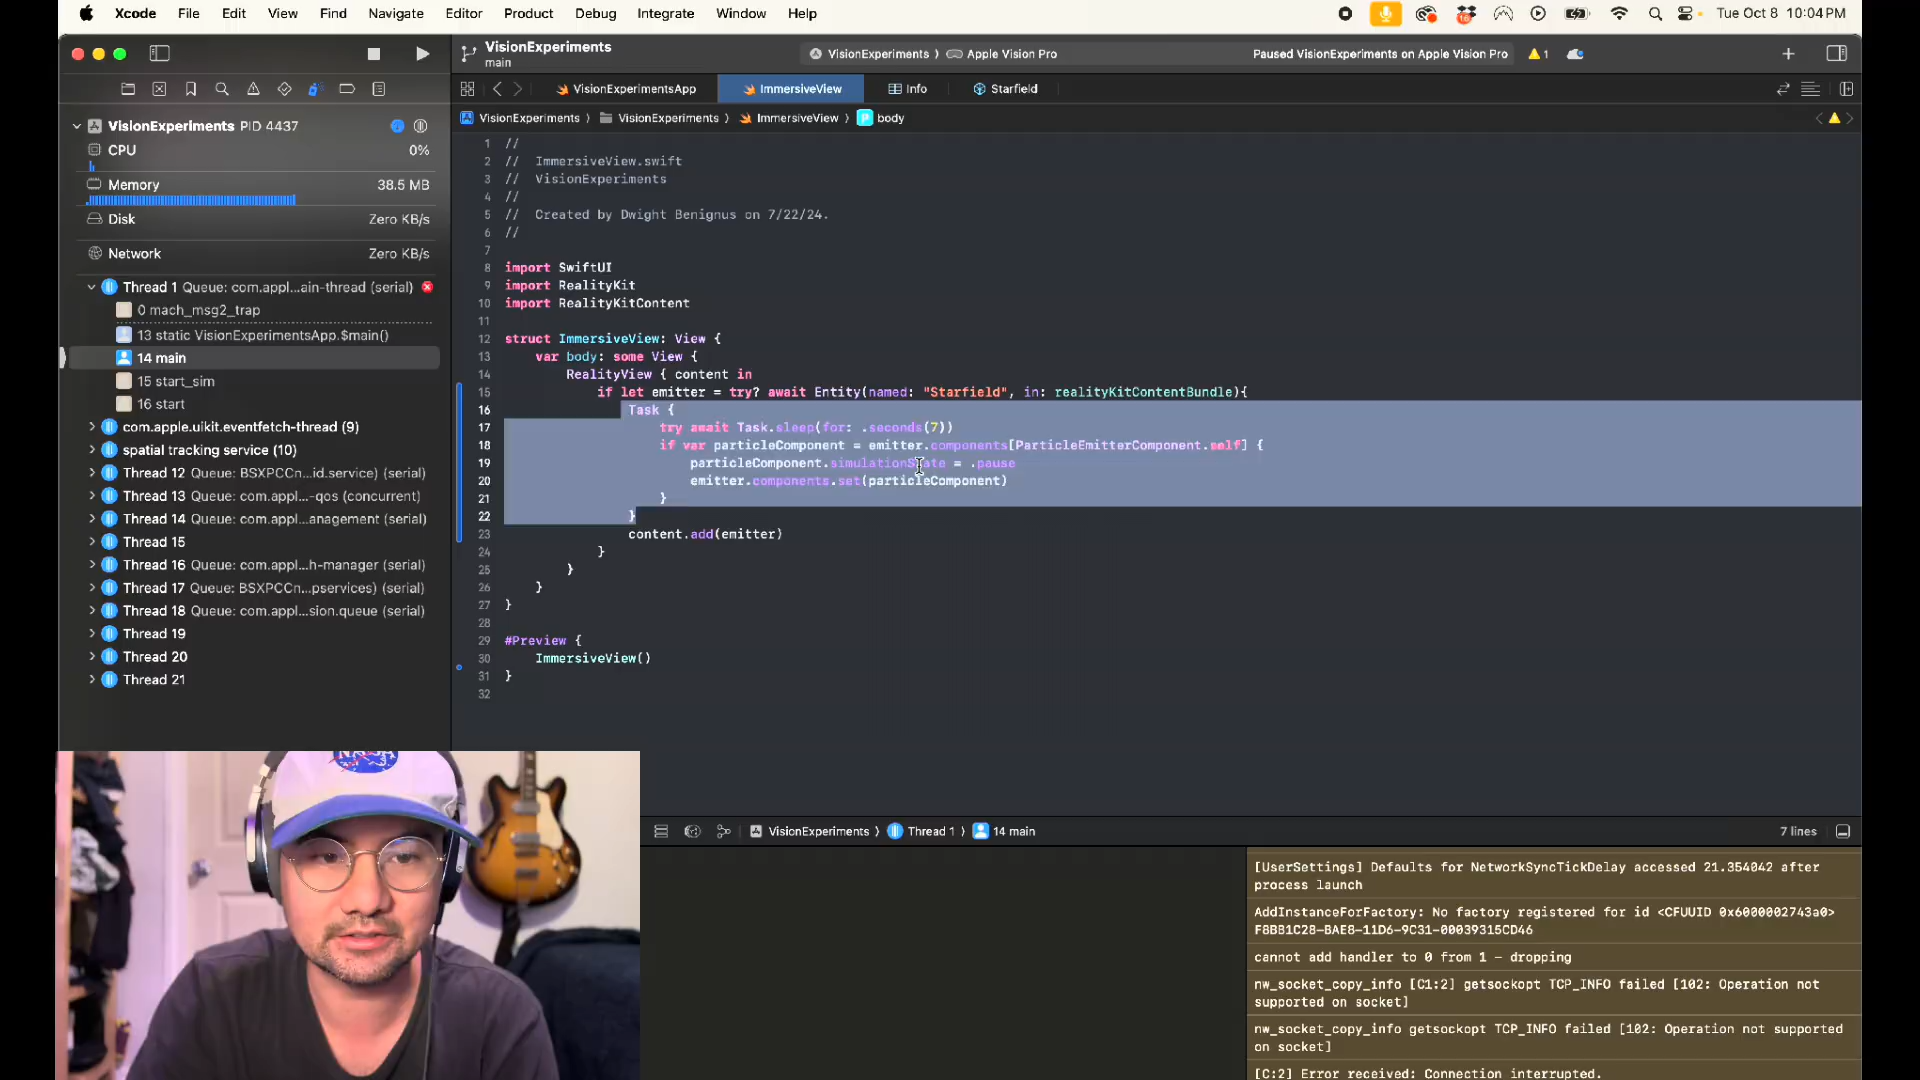 Xcode File Edit View Find Navigate Editor Product Debug Integrate Window Help
16
Tue Oct 8 10:04 PM
VisionExperiments
main
VisionExperiments ⟩ Apple Vision Pro
Paused VisionExperiments on Apple Vision Pro
1
VisionExperimentsApp
ImmersiveView
Info
Starfield
VisionExperiments ⟩ VisionExperiments ⟩ ImmersiveView ⟩ P body
VisionExperiments PID 4437
CPU 0%
Memory 38.5 MB
Disk Zero KB/s
Network Zero KB/s
Thread 1 Queue: com.appl...ain-thread (serial)
0 mach_msg2_trap
13 static VisionExperimentsApp.$main()
14 main
15 start_sim
16 start
com.apple.uikit.eventfetch-thread (9)
spatial tracking service (10)
Thread 12 Queue: BSXPCCn...id.service) (serial)
Thread 13 Queue: com.appl...-qos (concurrent)
Thread 14 Queue: com.appl...anagement (serial)
Thread 15
Thread 16 Queue: com.appl...h-manager (serial)
Thread 17 Queue: BSXPCCn...pservices) (serial)
Thread 18 Queue: com.appl...sion.queue (serial)
Thread 19
Thread 20
Thread 21
1 //
2 // ImmersiveView.swift
3 // VisionExperiments
4 //
5 // Created by Dwight Benignus on 7/22/24.
6 //
7
8 import SwiftUI
9 import RealityKit
10 import RealityKitContent
11
12 struct ImmersiveView: View {
13 var body: some View {
14 RealityView { content in
15 if let emitter = try? await Entity(named: "Starfield", in: realityKitContentBundle){
16 Task {
17 try await Task.sleep(for: .seconds(7))
18 if var particleComponent = emitter.components[ParticleEmitterComponent.self] {
19 particleComponent.simulationState = .pause
20 emitter.components.set(particleComponent)
21 }
22 }
23 content.add(emitter)
24 }
25 }
26 }
27 }
28
29 #Preview {
30 ImmersiveView()
31 }
32
VisionExperiments ⟩ Thread 1 ⟩ 14 main
7 lines
[UserSettings] Defaults for NetworkSyncTickDelay accessed 21.354042 after
process launch
AddInstanceForFactory: No factory registered for id <CFUUID 0x6000002743a0>
F8BB1C28-BAE8-11D6-9C31-00039315CD46
cannot add handler to 0 from 1 - dropping
nw_socket_copy_info [C1:2] getsockopt TCP_INFO failed [102: Operation not
supported on socket]
nw_socket_copy_info getsockopt TCP_INFO failed [102: Operation not supported
on socket]
[C:2] Error received: Connection interrupted.